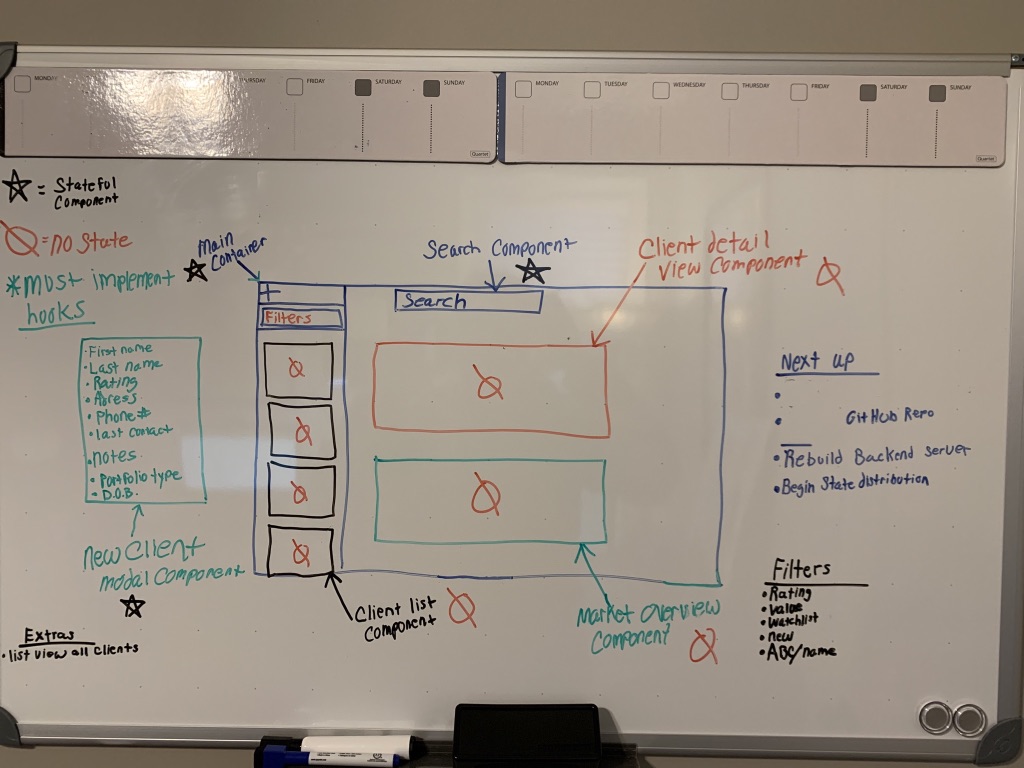 MONDAY
THURSDAY
FRIDAY
SATURDAY
SUNDAY
Quartet
MONDAY
TUESDAY
WEDNESDAY
THURSDAY
FRIDAY
SATURDAY
SUNDAY
Quartet
= Stateful
Component
= no State
*must implement
hooks
Main
Container
Search Component
Client detail
View Component
+
Search
Filters
• First name
• Last name
• Rating
• Adress
• Phone #
• last contact
• notes
• Portfolio type
• D.O.B.
New Client
modal component
Extras
• list view all clients
Client list
Component
Market overview
Component
Next up
•
• GitHub Repo
• Rebuild Backend server
• Begin State distribution
Filters
• Rating
• Value
• Watchlist
• new
• ABC/name